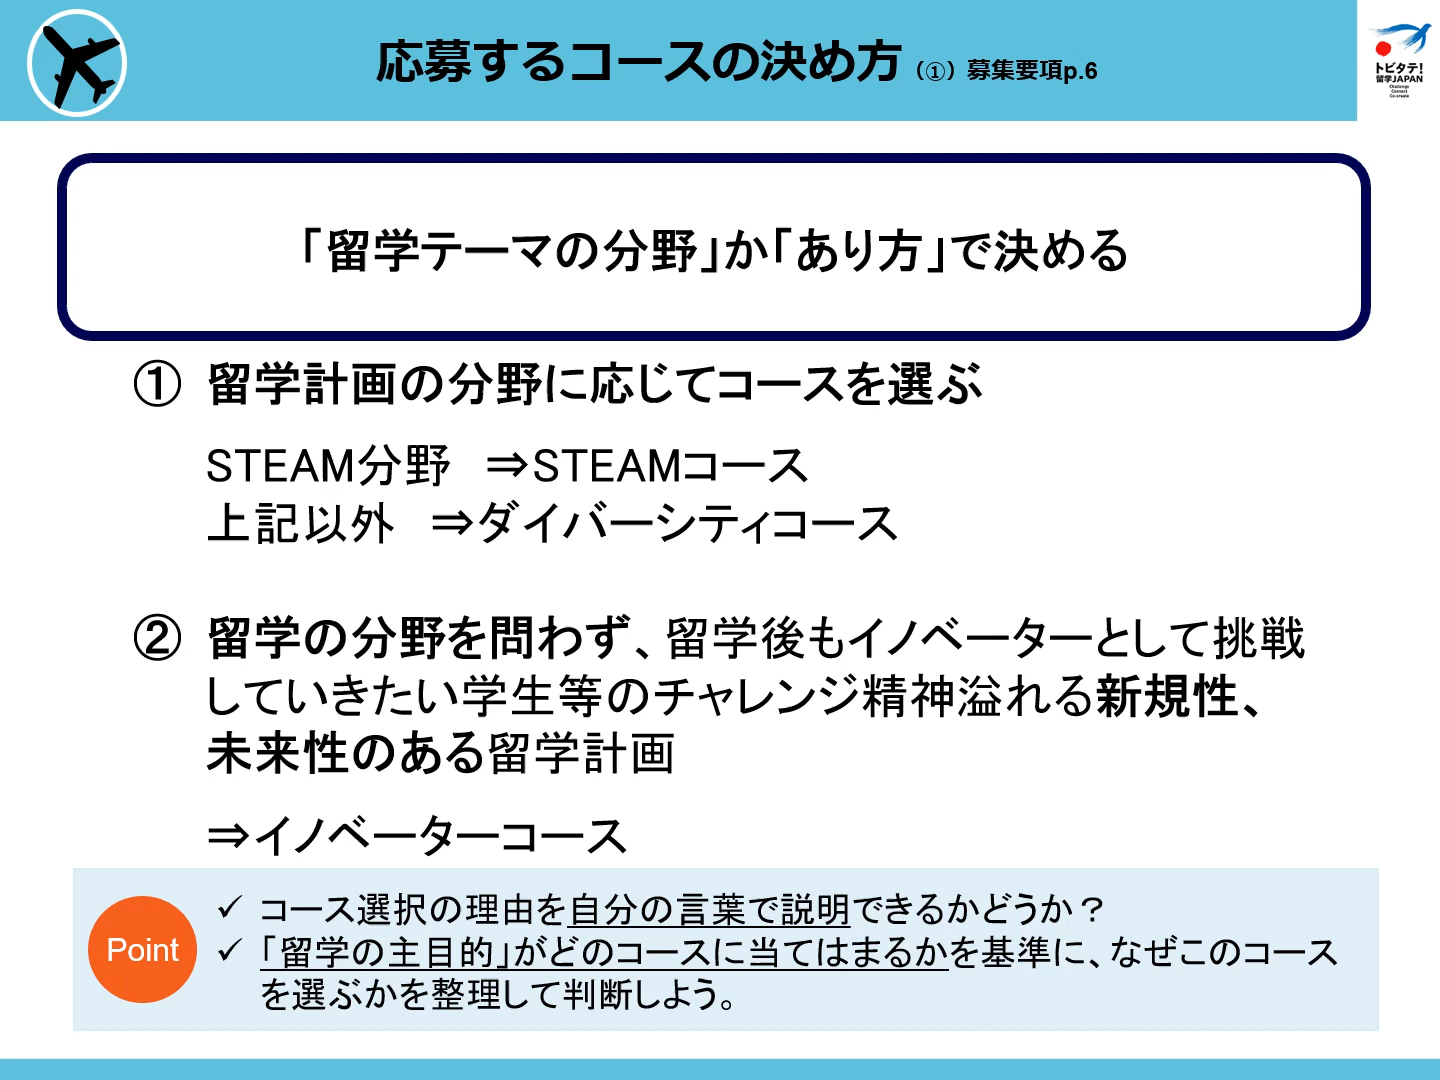 応募するコースの決め方（①）募集要項p.6
トビタテ！
留学JAPAN
Challenge
Connect
Co-create
「留学テーマの分野」か「あり方」で決める
① 留学計画の分野に応じてコースを選ぶ
STEAM分野　⇒STEAMコース
上記以外　⇒ダイバーシティコース
② 留学の分野を問わず、留学後もイノベーターとして挑戦
していきたい学生等のチャレンジ精神溢れる新規性、
未来性のある留学計画
⇒イノベーターコース
Point
✓ コース選択の理由を自分の言葉で説明できるかどうか？
✓ 「留学の主目的」がどのコースに当てはまるかを基準に、なぜこのコース
を選ぶかを整理して判断しよう。